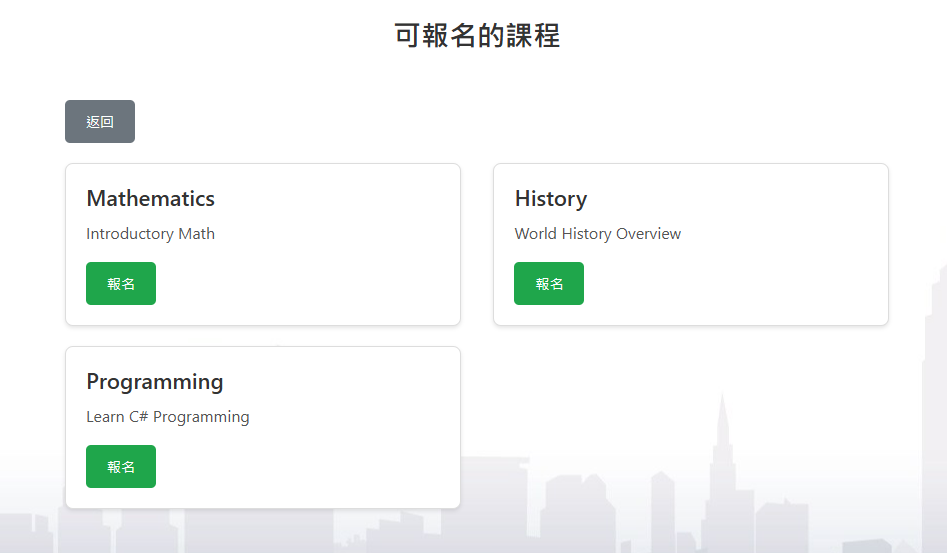 可報名的課程
返回
Mathematics
Introductory Math
報名
History
World History Overview
報名
Programming
Learn C# Programming
報名